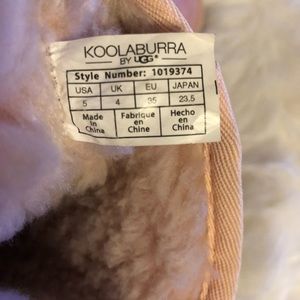 KOOLABURRA
BY UGG®
Style Number: 1019374
USA UK EU JAPAN
5 4 35 23.5
Made in China Fabriqué en Chine Hecho en China